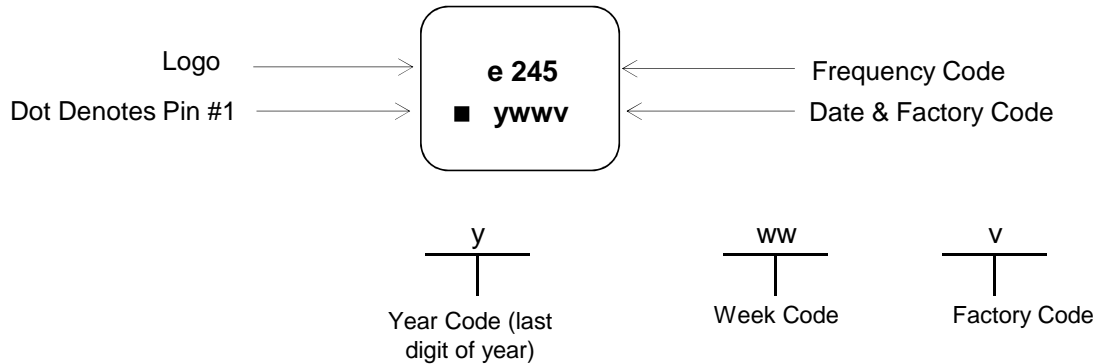 Logo
e 245
Frequency Code
Dot Denotes Pin #1
ywwv
Date & Factory Code
y
ww
v
Year Code (last
digit of year)
Week Code
Factory Code